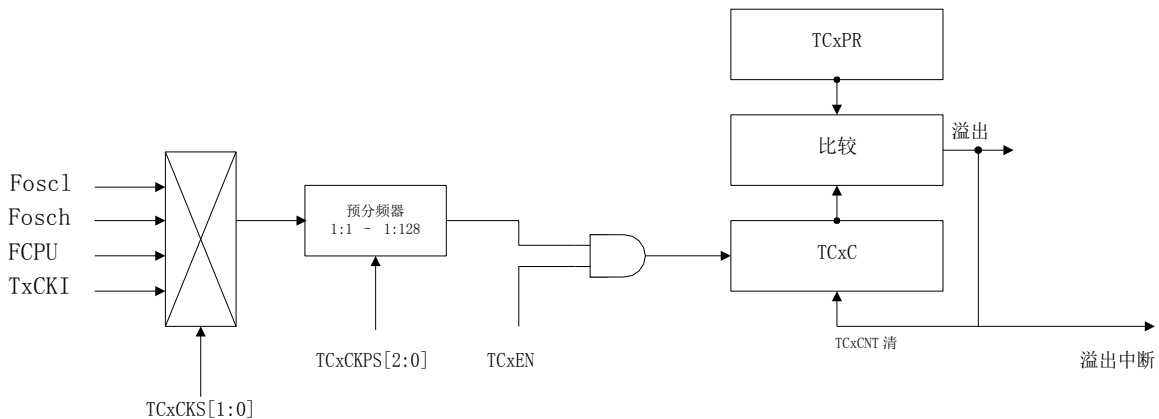 TCxPR
比较
溢出
Foscl
Fosch
FCPU
TxCKI
预分频器
1:1 - 1:128
TCxC
TCxCNT 清
溢出中断
TCxCKPS[2:0]
TCxEN
TCxCKS[1:0]